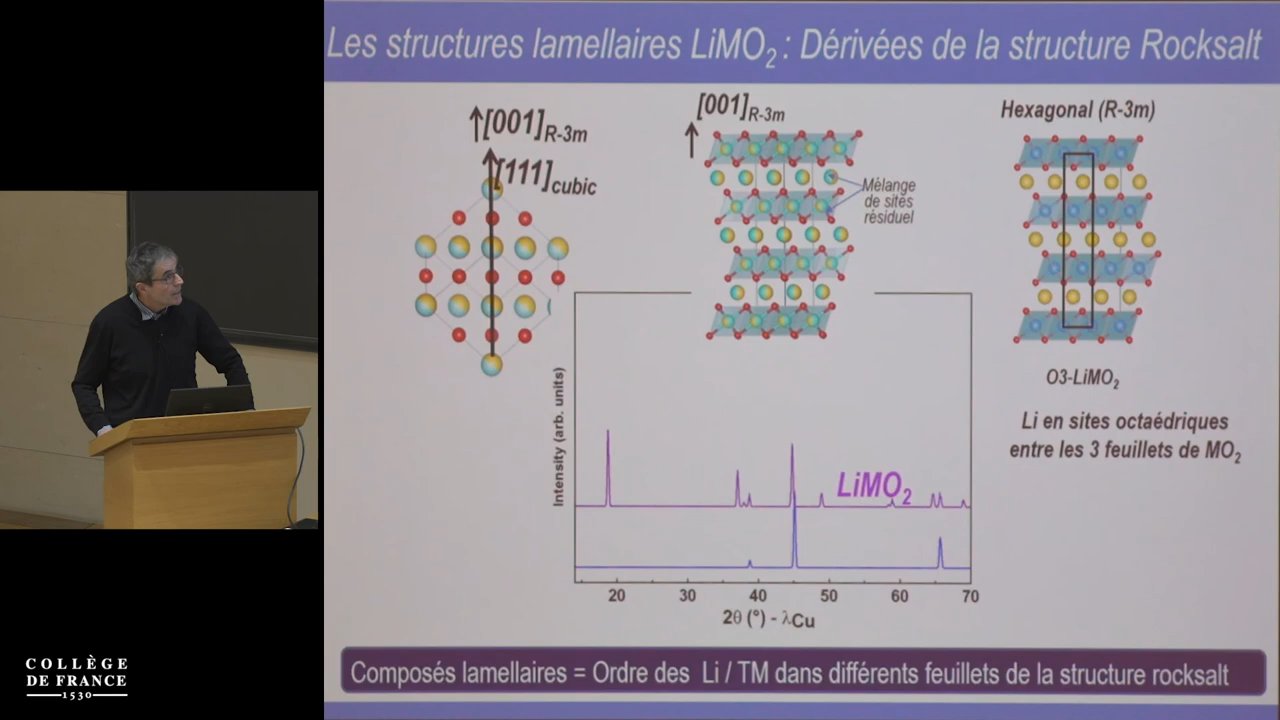 Les structures lamellaires LiMO2 : Dérivées de la structure Rocksalt
[001]R-3m
[111]cubic
[001]R-3m
Mélange
de sites
résiduel
Hexagonal (R-3m)
O3-LiMO2
Li en sites octaédriques
entre les 3 feuillets de MO2
Intensity (arb. units)
LiMO2
20 30 40 50 60 70
2θ (°) - λCu
Composés lamellaires = Ordre des Li / TM dans différents feuillets de la structure rocksalt
COLLÈGE
DE FRANCE
1530